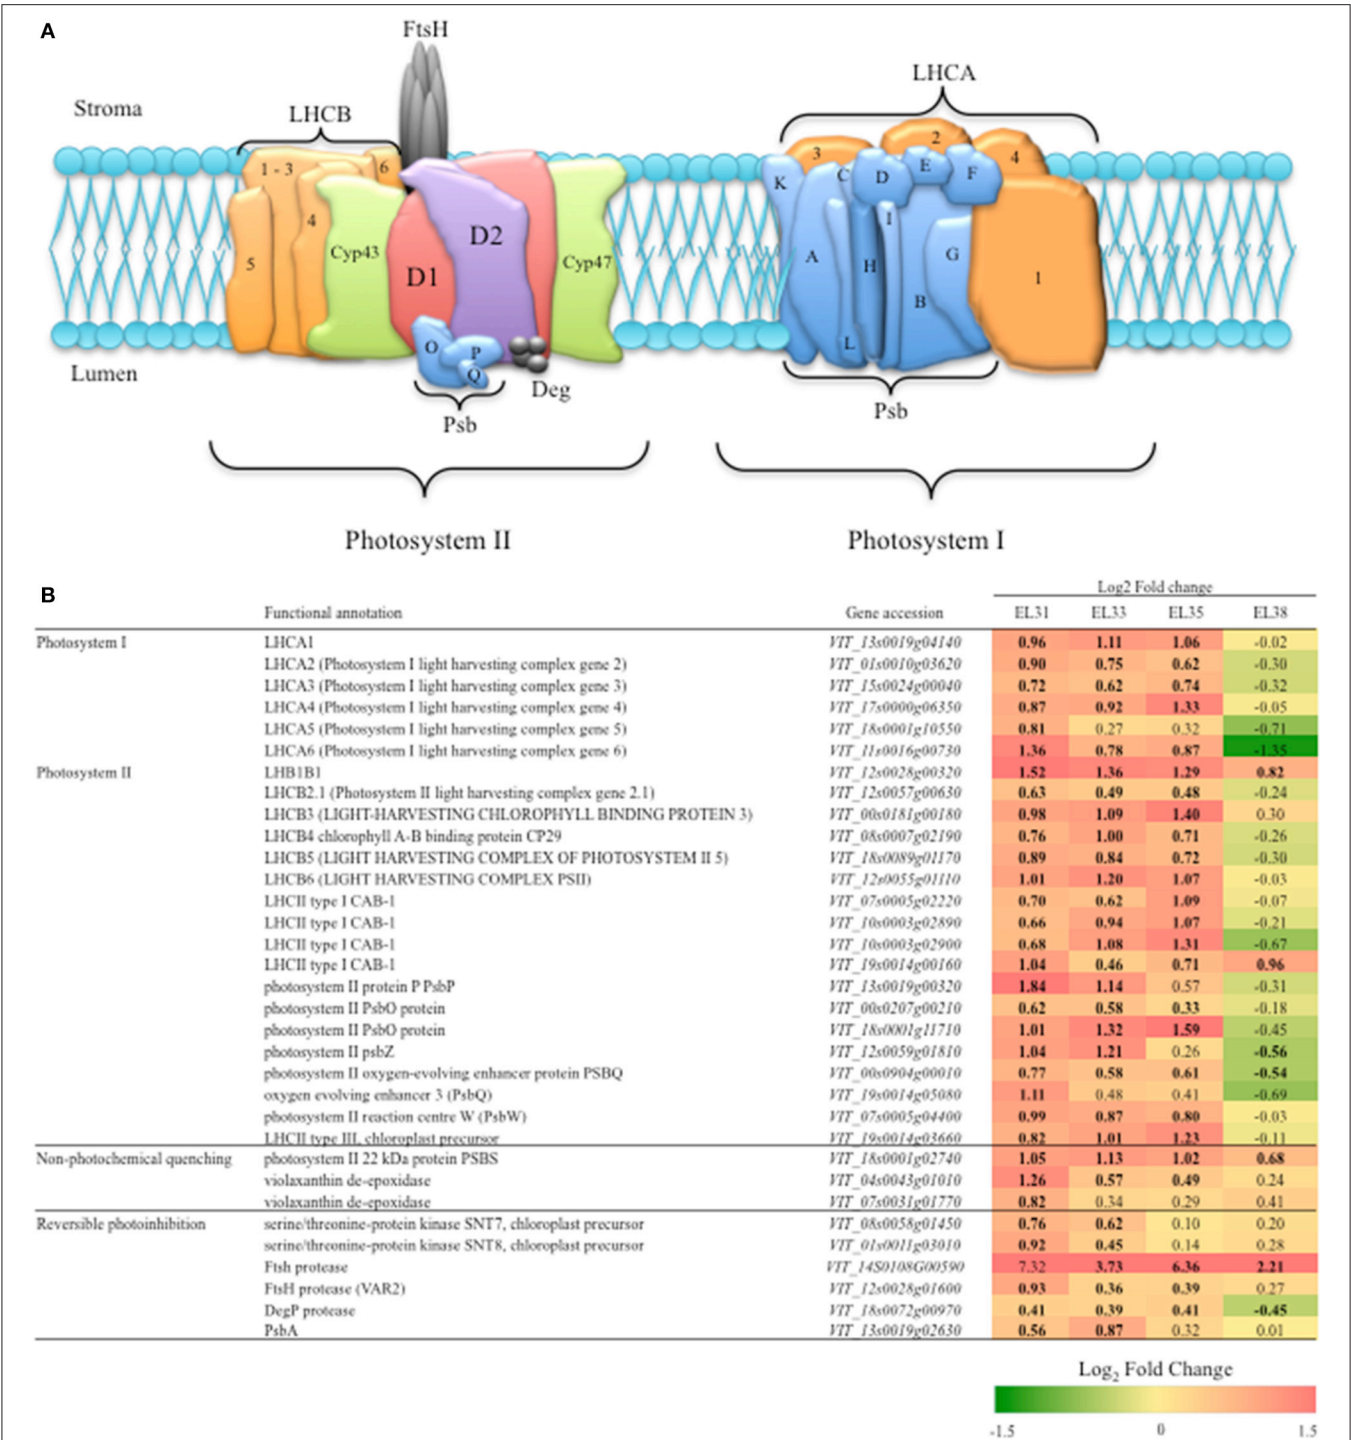 A
FtsH
LHCA
Stroma
LHCB
1 - 3
6
4
5
Cyp43
D1
D2
Cyp47
O
P
Q
Deg
Psb
3
2
4
K
C
D
E
F
A
H
I
G
B
L
1
Lumen
Psb
Photosystem II
Photosystem I
B
Log2 Fold change
Functional annotation Gene accession EL31 EL33 EL35 EL38
Photosystem I LHCA1 VIT_13s0019g04140 0.96 1.11 1.06 -0.02
LHCA2 (Photosystem I light harvesting complex gene 2) VIT_01s0010g03620 0.90 0.75 0.62 -0.30
LHCA3 (Photosystem I light harvesting complex gene 3) VIT_15s0024g00040 0.72 0.62 0.74 -0.32
LHCA4 (Photosystem I light harvesting complex gene 4) VIT_17s0000g06350 0.87 0.92 1.33 -0.05
LHCA5 (Photosystem I light harvesting complex gene 5) VIT_18s0001g10550 0.81 0.27 0.32 -0.71
LHCA6 (Photosystem I light harvesting complex gene 6) VIT_11s0016g00730 1.36 0.78 0.87 -1.35
Photosystem II LHB1B1 VIT_12s0028g00320 1.52 1.36 1.29 0.82
LHCB2.1 (Photosystem II light harvesting complex gene 2.1) VIT_12s0057g00630 0.63 0.49 0.48 -0.24
LHCB3 (LIGHT-HARVESTING CHLOROPHYLL BINDING PROTEIN 3) VIT_00s0181g00180 0.98 1.09 1.40 0.30
LHCB4 chlorophyll A-B binding protein CP29 VIT_08s0007g02190 0.76 1.00 0.71 -0.26
LHCB5 (LIGHT HARVESTING COMPLEX OF PHOTOSYSTEM II 5) VIT_18s0089g01170 0.89 0.84 0.72 -0.30
LHCB6 (LIGHT HARVESTING COMPLEX PSII) VIT_12s0055g01110 1.01 1.20 1.07 -0.03
LHCII type I CAB-1 VIT_07s0005g02220 0.70 0.62 1.09 -0.07
LHCII type I CAB-1 VIT_10s0003g02890 0.66 0.94 1.07 -0.21
LHCII type I CAB-1 VIT_10s0003g02900 0.68 1.08 1.31 -0.67
LHCII type I CAB-1 VIT_19s0014g00160 1.04 0.46 0.71 0.96
photosystem II protein P PsbP VIT_13s0019g00320 1.84 1.14 0.57 -0.31
photosystem II PsbO protein VIT_00s0207g00210 0.62 0.58 0.33 -0.18
photosystem II PsbO protein VIT_18s0001g11710 1.01 1.32 1.59 -0.45
photosystem II psbZ VIT_12s0059g01810 1.04 1.21 0.26 -0.56
photosystem II oxygen-evolving enhancer protein PSBQ VIT_00s0904g00010 0.77 0.58 0.61 -0.54
oxygen evolving enhancer 3 (PsbQ) VIT_19s0014g05080 1.11 0.48 0.41 -0.69
photosystem II reaction centre W (PsbW) VIT_07s0005g04400 0.99 0.87 0.80 -0.03
LHCII type III, chloroplast precursor VIT_19s0014g03660 0.82 1.01 1.23 -0.11
Non-photochemical quenching photosystem II 22 kDa protein PSBS VIT_18s0001g02740 1.05 1.13 1.02 0.68
violaxanthin de-epoxidase VIT_04s0043g01010 1.26 0.57 0.49 0.24
violaxanthin de-epoxidase VIT_07s0031g01770 0.82 0.34 0.29 0.41
Reversible photoinhibition serine/threonine-protein kinase SNT7, chloroplast precursor VIT_08s0058g01450 0.76 0.62 0.10 0.20
serine/threonine-protein kinase SNT8, chloroplast precursor VIT_01s0011g03010 0.92 0.45 0.14 0.28
Ftsh protease VIT_14S0108G00590 7.32 3.73 6.36 2.21
FtsH protease (VAR2) VIT_12s0028g01600 0.93 0.36 0.39 0.27
DegP protease VIT_18s0072g00970 0.41 0.39 0.41 -0.45
PsbA VIT_13s0019g02630 0.56 0.87 0.32 0.01
Log2 Fold Change
-1.5 0 1.5